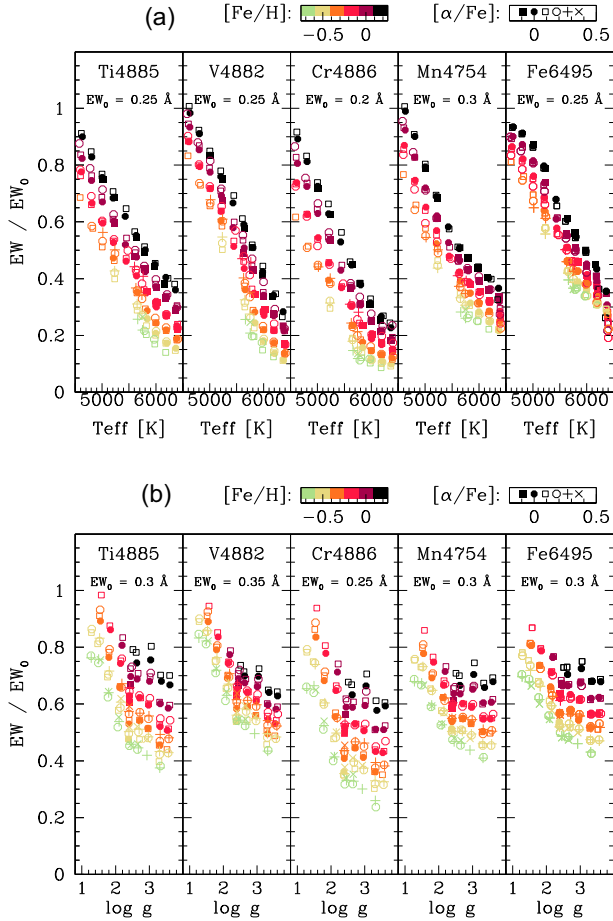 (a) [Fe/H]: [α/Fe]:
−0.5 0 0 0.5
Ti4885 V4882 Cr4886 Mn4754 Fe6495
EW₀ = 0.25 Å EW₀ = 0.25 Å EW₀ = 0.2 Å EW₀ = 0.3 Å EW₀ = 0.25 Å
1
0.8
0.6
0.4
0.2
0
EW / EW₀
5000 6000 5000 6000 5000 6000 5000 6000 5000 6000
Teff [K] Teff [K] Teff [K] Teff [K] Teff [K]
(b) [Fe/H]: [α/Fe]:
−0.5 0 0 0.5
Ti4885 V4882 Cr4886 Mn4754 Fe6495
EW₀ = 0.3 Å EW₀ = 0.35 Å EW₀ = 0.25 Å EW₀ = 0.3 Å EW₀ = 0.3 Å
1
0.8
0.6
0.4
0.2
0
EW / EW₀
1 2 3 1 2 3 1 2 3 1 2 3 1 2 3
log g log g log g log g log g